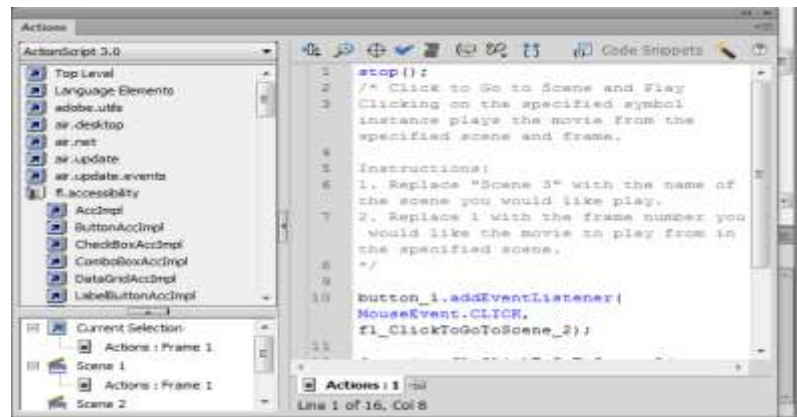 Actions
ActionScript 3.0
Top Level
Language Elements
adobe.utils
air.desktop
air.net
air.update
air.update.events
fl.accessibility
AccImpl
ButtonAccImpl
CheckBoxAccImpl
ComboBoxAccImpl
DataGridAccImpl
LabelButtonAccImpl
Current Selection
Actions : Frame 1
Scene 1
Actions : Frame 1
Scene 2
Code Snippets
1 stop();
2 /* Click to Go to Scene and Play
3 Clicking on the specified symbol
instance plays the movie from the
specified scene and frame.
4
5 Instructions:
6 1. Replace "Scene 3" with the name of
the scene you would like play.
7 2. Replace 1 with the frame number you
would like the movie to play from in
the specified scene.
8 */
9
10 button_1.addEventListener(
MouseEvent.CLICK,
fl_ClickToGoToScene_2);
11
Actions : 1
Line 1 of 16, Col 8